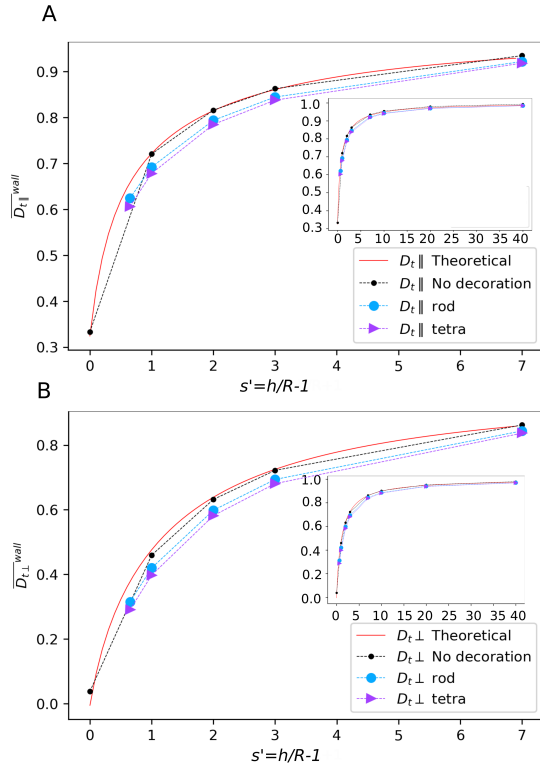 A
0.9
0.8
0.7
0.6
0.5
0.4
0.3
D̅t∥ wall
1.0
0.9
0.8
0.7
0.6
0.5
0.4
0.3
0 5 10 15 20 25 30 35 40
Dt∥ Theoretical
Dt∥ No decoration
Dt∥ rod
Dt∥ tetra
0 1 2 3 4 5 6 7
s'=h/R-1
B
0.8
0.6
0.4
0.2
0.0
D̅t⊥ wall
1.0
0.8
0.6
0.4
0.2
0.0
0 5 10 15 20 25 30 35 40
Dt⊥ Theoretical
Dt⊥ No decoration
Dt⊥ rod
Dt⊥ tetra
0 1 2 3 4 5 6 7
s'=h/R-1